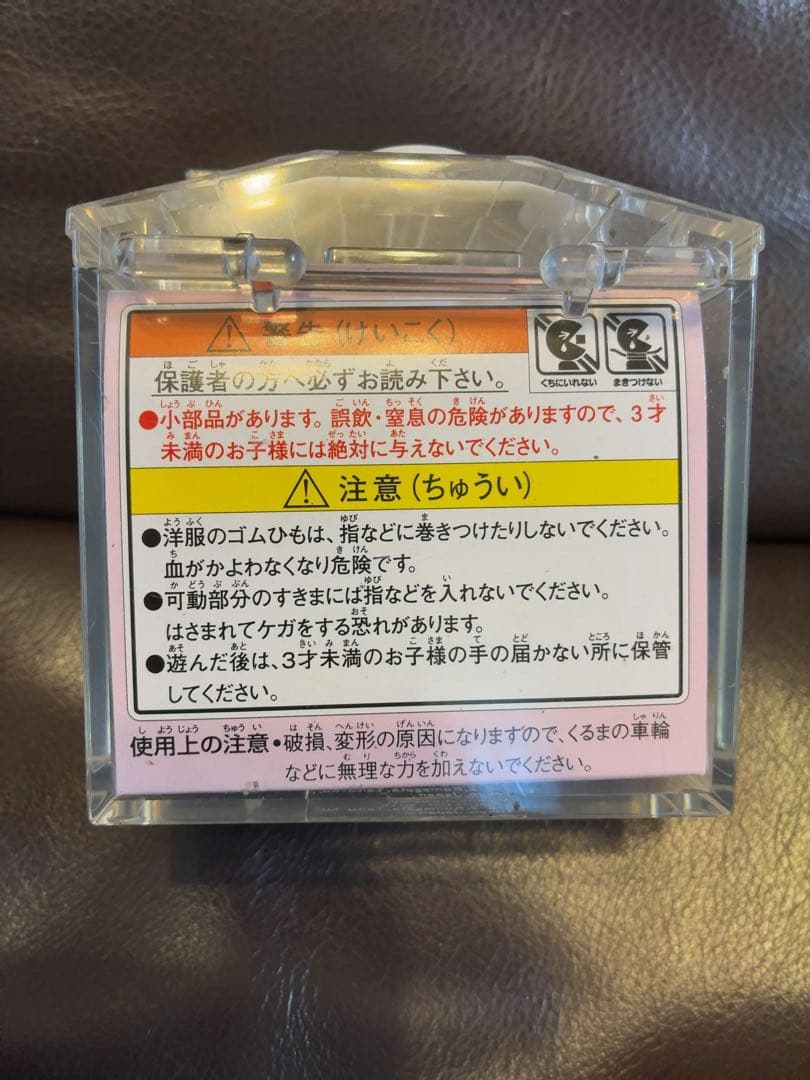 警告(けいこく)
くちにいれない まきつけない
保護者の方へ必ずお読み下さい。
●小部品があります。誤飲・窒息の危険がありますので、3才
未満のお子様には絶対に与えないでください。
注意(ちゅうい)
●洋服のゴムひもは、指などに巻きつけたりしないでください。
血がかよわなくなり危険です。
●可動部分のすきまには指などを入れないでください。
はさまれてケガをする恐れがあります。
●遊んだ後は、3才未満のお子様の手の届かない所に保管
してください。
使用上の注意・破損、変形の原因になりますので、くるまの車輪
などに無理な力を加えないでください。